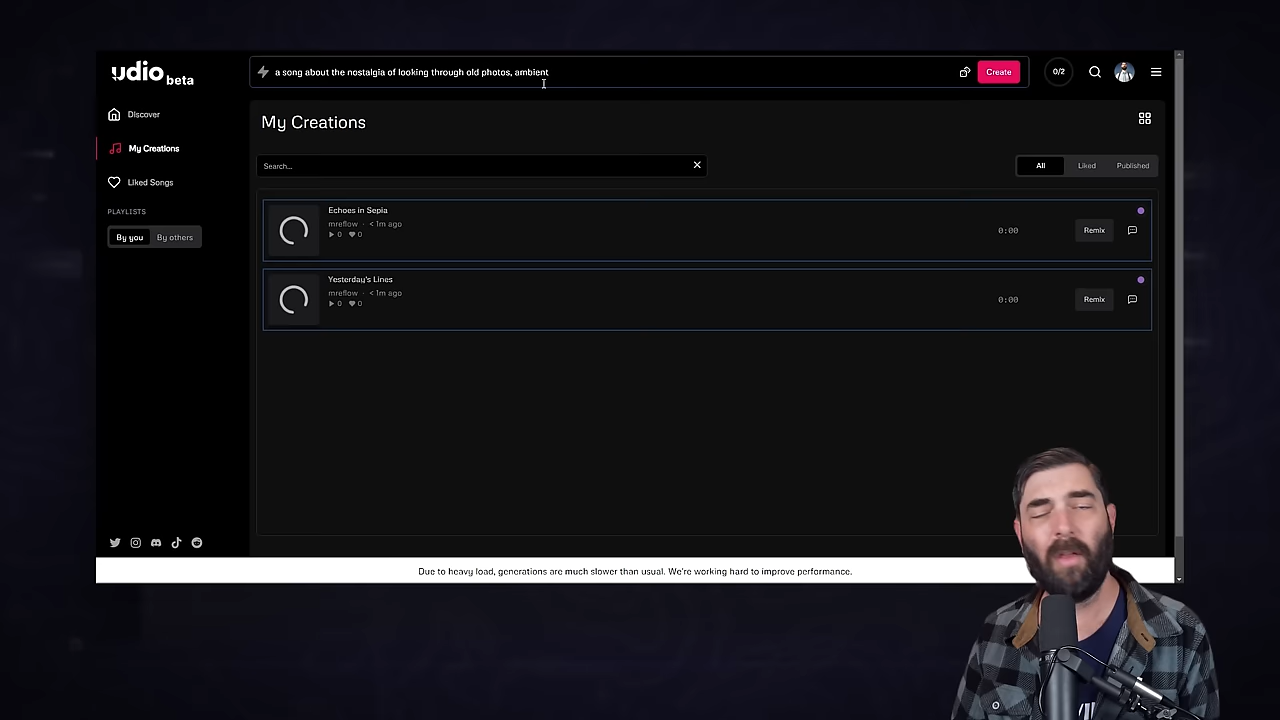 udio beta
a song about the nostalgia of looking through old photos, ambient
Create
0/2
Discover
My Creations
Liked Songs
PLAYLISTS
By you
By others
My Creations
Search...
All
Liked
Published
Echoes in Sepia
mreflow · < 1m ago
0 0
0:00
Remix
Yesterday's Lines
mreflow · < 1m ago
0 0
0:00
Remix
Due to heavy load, generations are much slower than usual. We're working hard to improve performance.